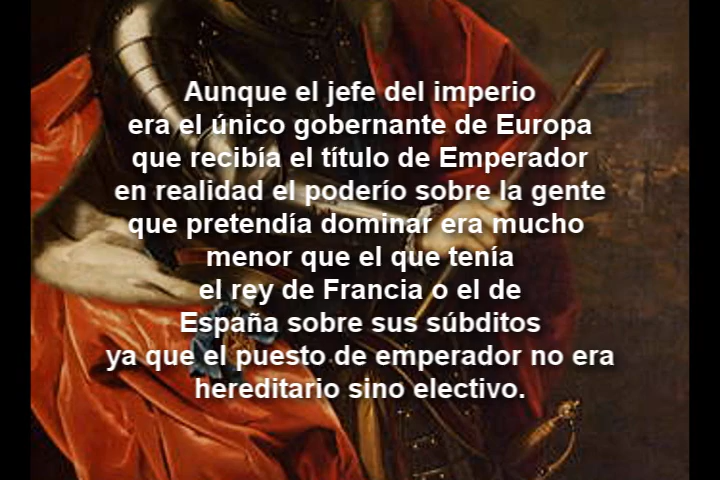 Aunque el jefe del imperio
era el único gobernante de Europa
que recibía el título de Emperador
en realidad el poderío sobre la gente
que pretendía dominar era mucho
menor que el que tenía
el rey de Francia o el de
España sobre sus súbditos
ya que el puesto de emperador no era
hereditario sino electivo.